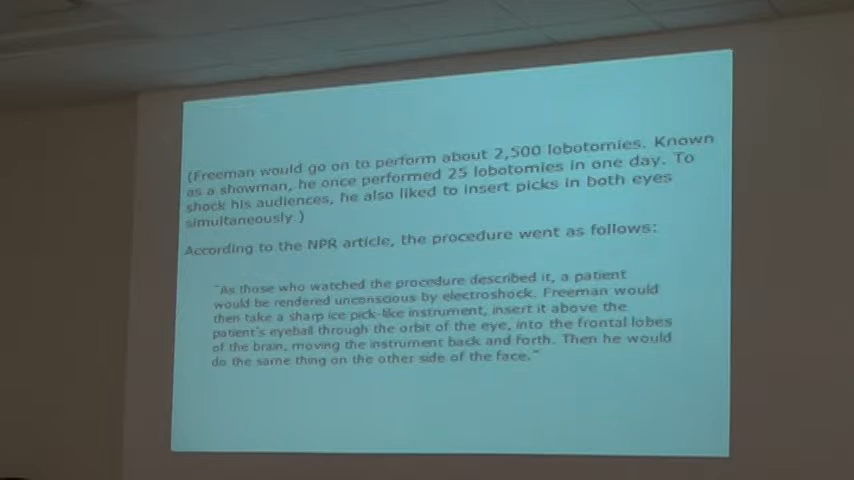 (Freeman would go on to perform about 2,500 lobotomies. Known
as a showman, he once performed 25 lobotomies in one day. To
shock his audiences, he also liked to insert picks in both eyes
simultaneously.)
According to the NPR article, the procedure went as follows:
"As those who watched the procedure described it, a patient
would be rendered unconscious by electroshock. Freeman would
then take a sharp ice pick-like instrument, insert it above the
patient's eyeball through the orbit of the eye, into the frontal lobes
of the brain, moving the instrument back and forth. Then he would
do the same thing on the other side of the face."